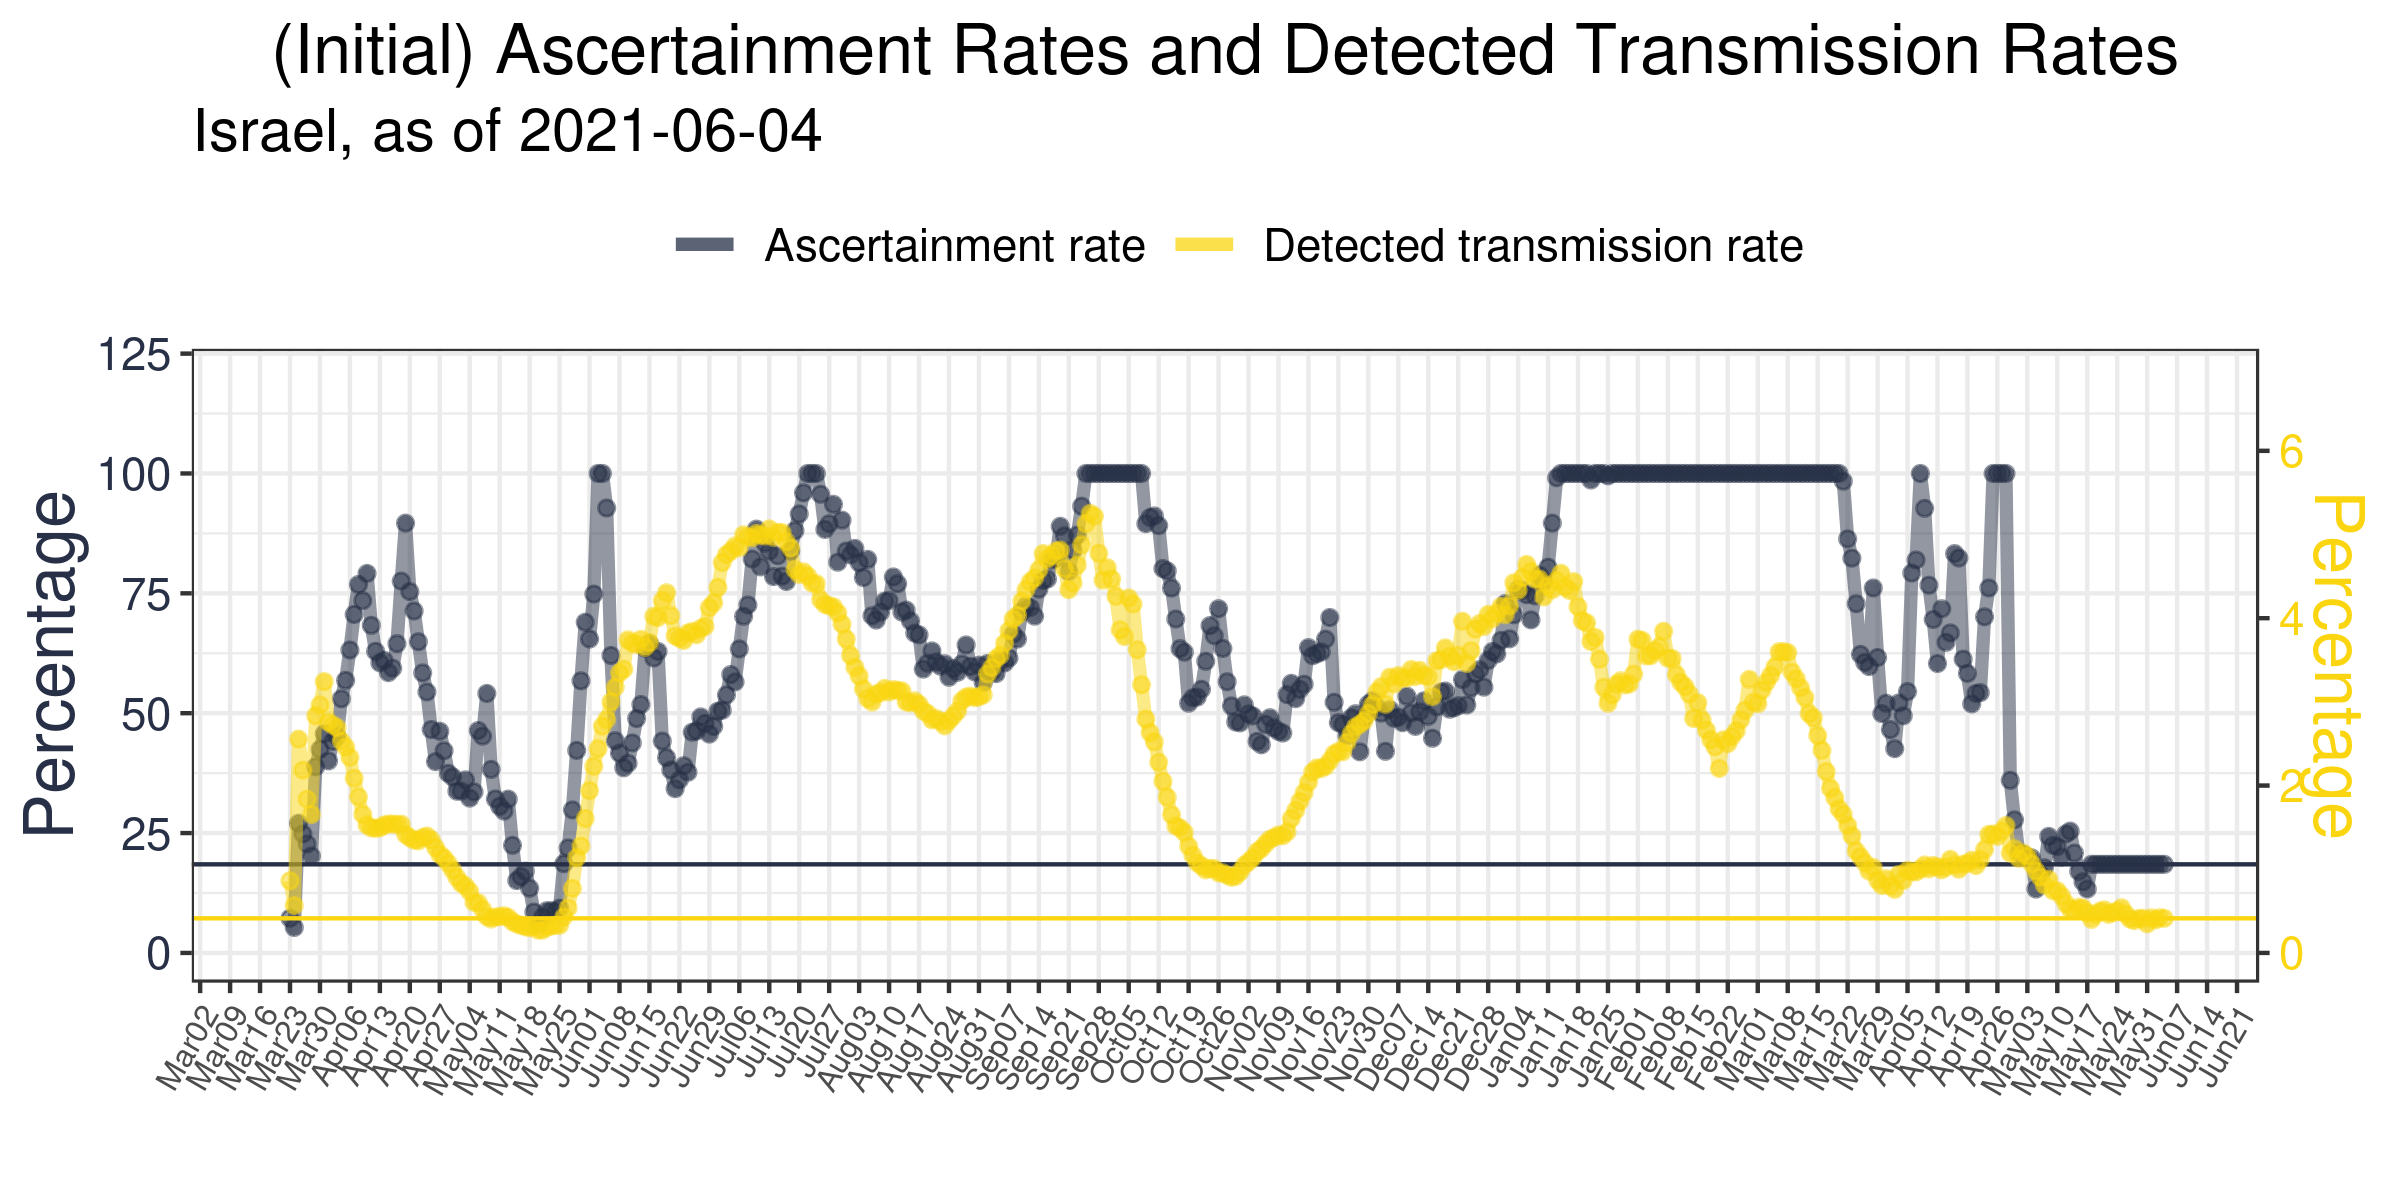 (Initial) Ascertainment Rates and Detected Transmission Rates
Israel, as of 2021-06-04
Ascertainment rate
Detected transmission rate
Percentage
125
100
75
50
25
0
6
4
2
0
Percentage
Mar02
Mar09
Mar16
Mar23
Mar30
Apr06
Apr13
Apr20
Apr27
May04
May11
May18
May25
Jun01
Jun08
Jun15
Jun22
Jun29
Jul06
Jul13
Jul20
Jul27
Aug03
Aug10
Aug17
Aug24
Aug31
Sep07
Sep14
Sep21
Sep28
Oct05
Oct12
Oct19
Oct26
Nov02
Nov09
Nov16
Nov23
Nov30
Dec07
Dec14
Dec21
Dec28
Jan04
Jan11
Jan18
Jan25
Feb01
Feb08
Feb15
Feb22
Mar01
Mar08
Mar15
Mar22
Mar29
Apr05
Apr12
Apr19
Apr26
May03
May10
May17
May24
May31
Jun07
Jun14
Jun21